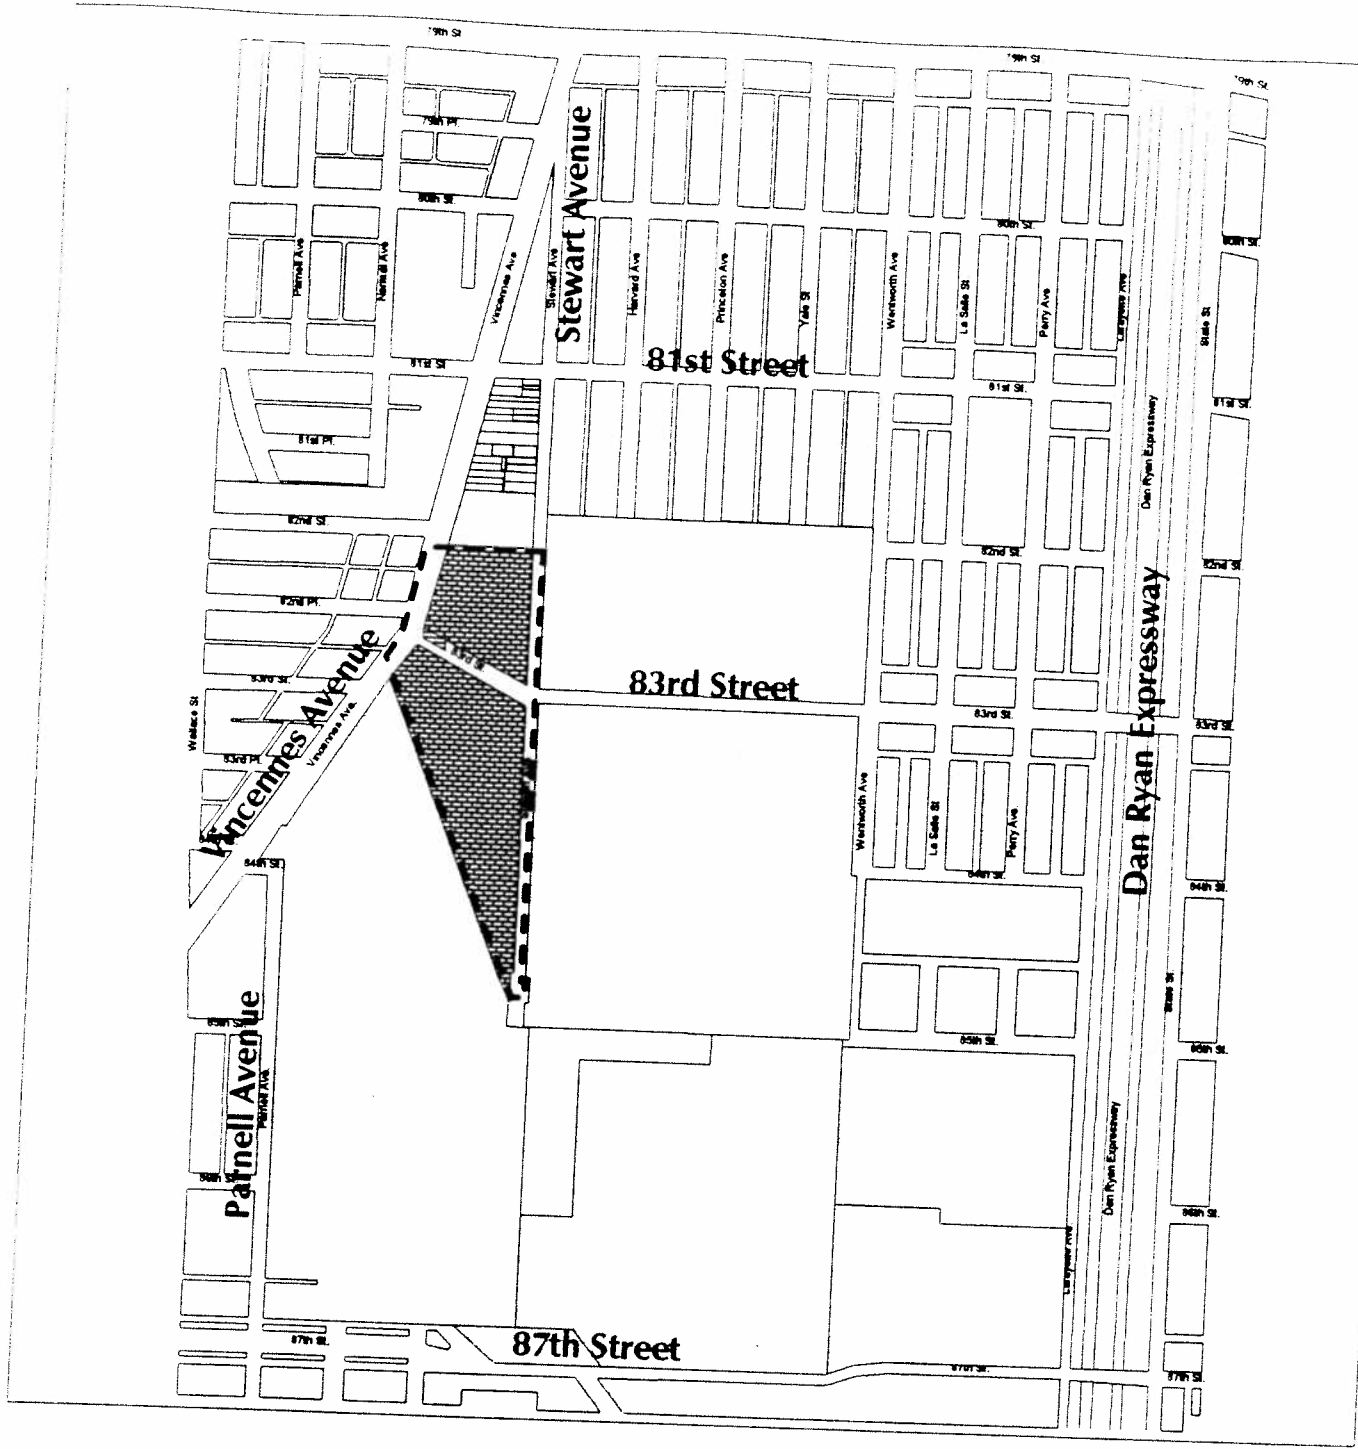 79th St
79th St
79th St.
79th Pl.
Stewart Avenue
80th St.
80th St.
80th St.
Parnell Ave
Normal Ave
Vincennes Ave
Stewart Ave
Harvard Ave
Princeton Ave
Yale St
Wentworth Ave
La Salle St
Perry Ave
Lafayette Ave
State St
81st Street
81st St
81st St.
81st St.
81st Pl.
Dan Ryan Expressway
82nd St.
82nd St.
82nd St.
82nd Pl.
Vincennes Avenue
Vincennes Ave.
83rd Street
83rd St.
83rd St.
83rd St.
Wallace St
83rd Pl.
Dan Ryan Expressway
Wentworth Ave
La Salle St
Perry Ave.
84th St.
84th St.
84th St.
Parnell Avenue
Parnell Ave.
State St.
85th St.
85th St.
85th St.
86th St.
86th St.
Dan Ryan Expressway
Lafayette Ave
87th Street
87th St.
87th St.
87th St.